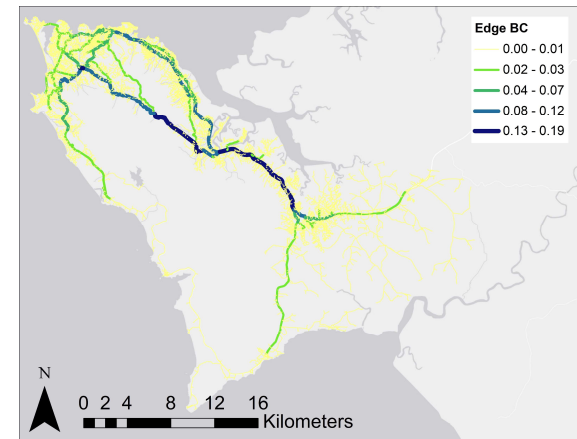 Edge BC
0.00 - 0.01
0.02 - 0.03
0.04 - 0.07
0.08 - 0.12
0.13 - 0.19
N
0 2 4 8 12 16
Kilometers